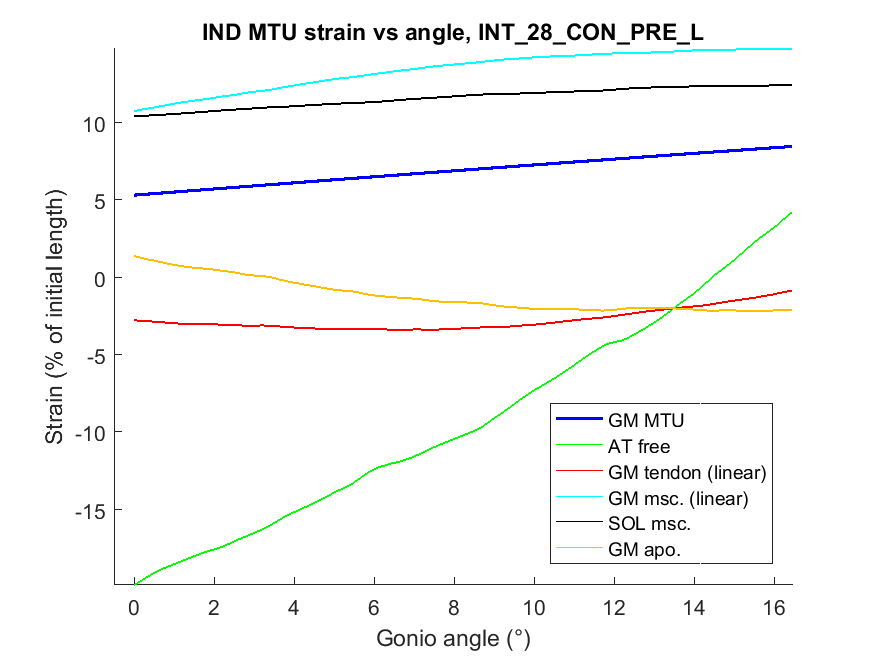 IND MTU strain vs angle, INT_28_CON_PRE_L
Strain (% of initial length)
10
5
0
-5
-10
-15
GM MTU
AT free
GM tendon (linear)
GM msc. (linear)
SOL msc.
GM apo.
0 2 4 6 8 10 12 14 16
Gonio angle (°)